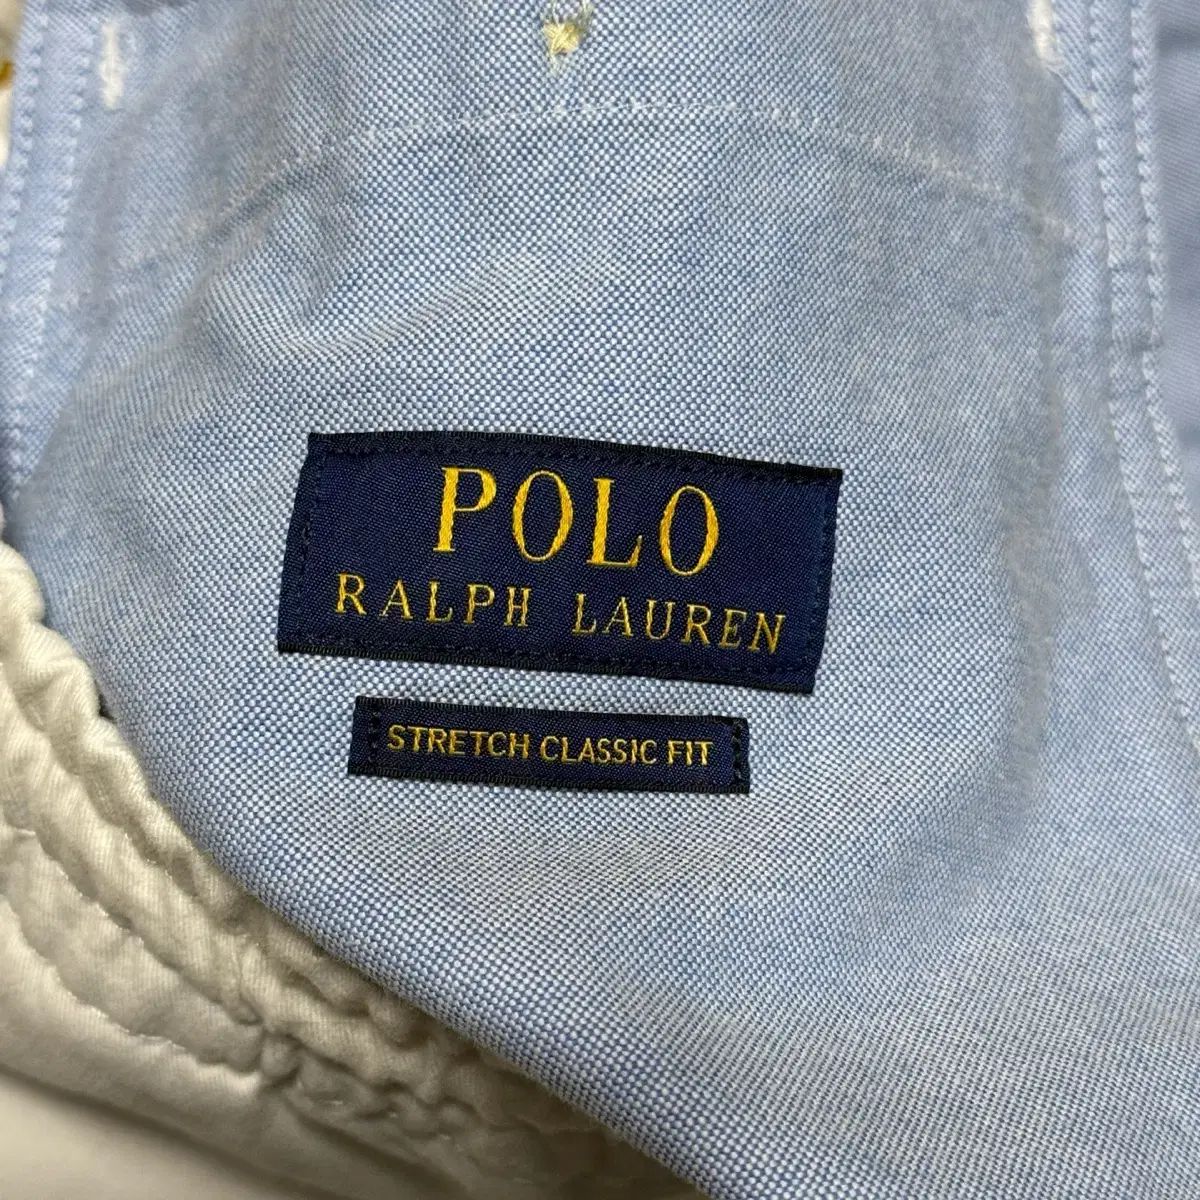 POLO
RALPH LAUREN
STRETCH CLASSIC FIT